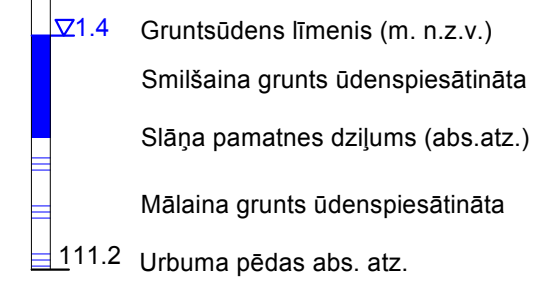 ▽1.4 Gruntsūdens līmenis (m. n.z.v.)
Smilšaina grunts ūdenspiesātināta
Slāņa pamatnes dziļums (abs.atz.)
Mālaina grunts ūdenspiesātināta
111.2 Urbuma pēdas abs. atz.